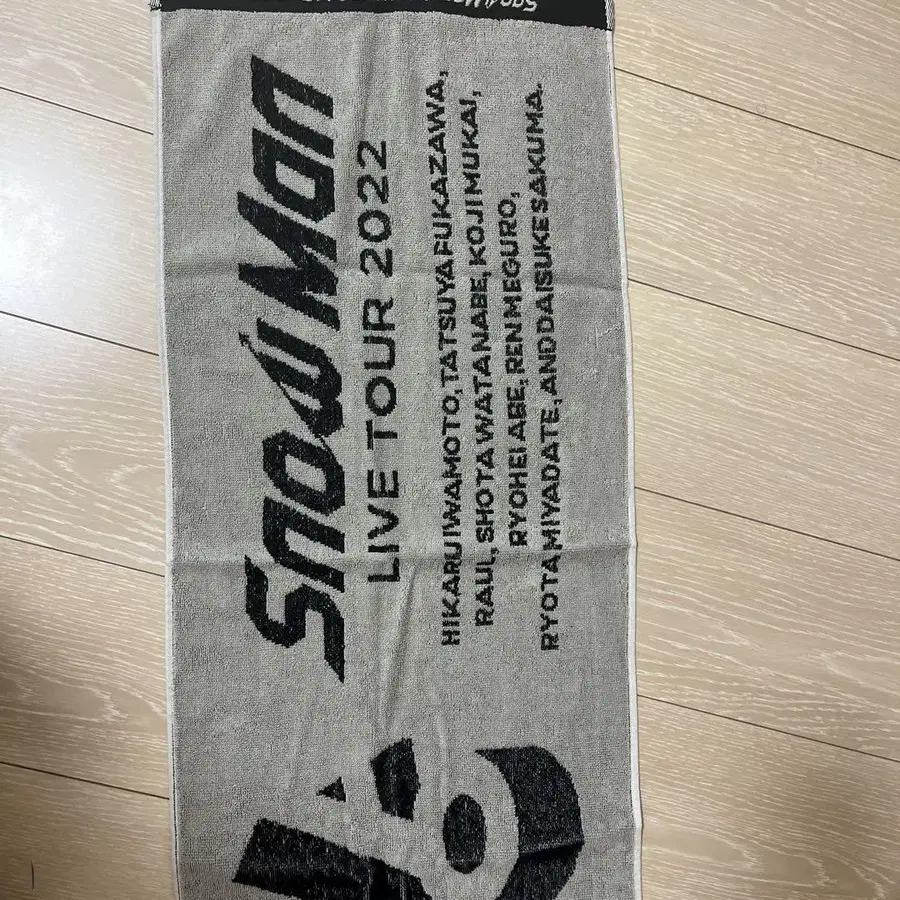 Snow Man
LIVE TOUR 2022
HIKARU IWAMOTO, TATSUYA FUKAZAWA,
RAUL, SHOTA WATANABE, KOJI MUKAI,
RYOHEI ABE, REN MEGURO,
RYOTA MIYADATE, AND DAISUKE SAKUMA.